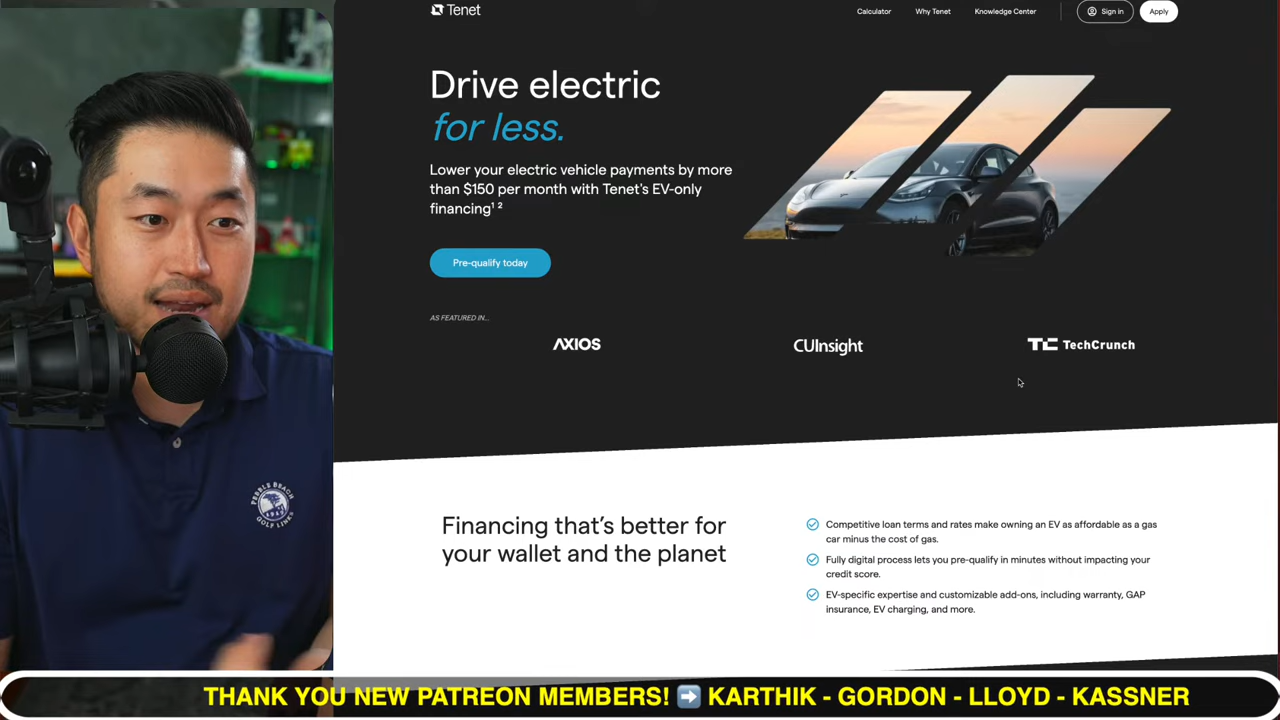 Tenet
Calculator
Why Tenet
Knowledge Center
Sign in
Apply
Drive electric
for less.
Lower your electric vehicle payments by more
than $150 per month with Tenet's EV-only
financing¹ ²
Pre-qualify today
AS FEATURED IN...
AXIOS
CUInsight
TC TechCrunch
Financing that's better for
your wallet and the planet
Competitive loan terms and rates make owning an EV as affordable as a gas
car minus the cost of gas.
Fully digital process lets you pre-qualify in minutes without impacting your
credit score.
EV-specific expertise and customizable add-ons, including warranty, GAP
insurance, EV charging, and more.
PEBBLE BEACH
GOLF LINKS
THANK YOU NEW PATREON MEMBERS! ➡️ KARTHIK - GORDON - LLOYD - KASSNER